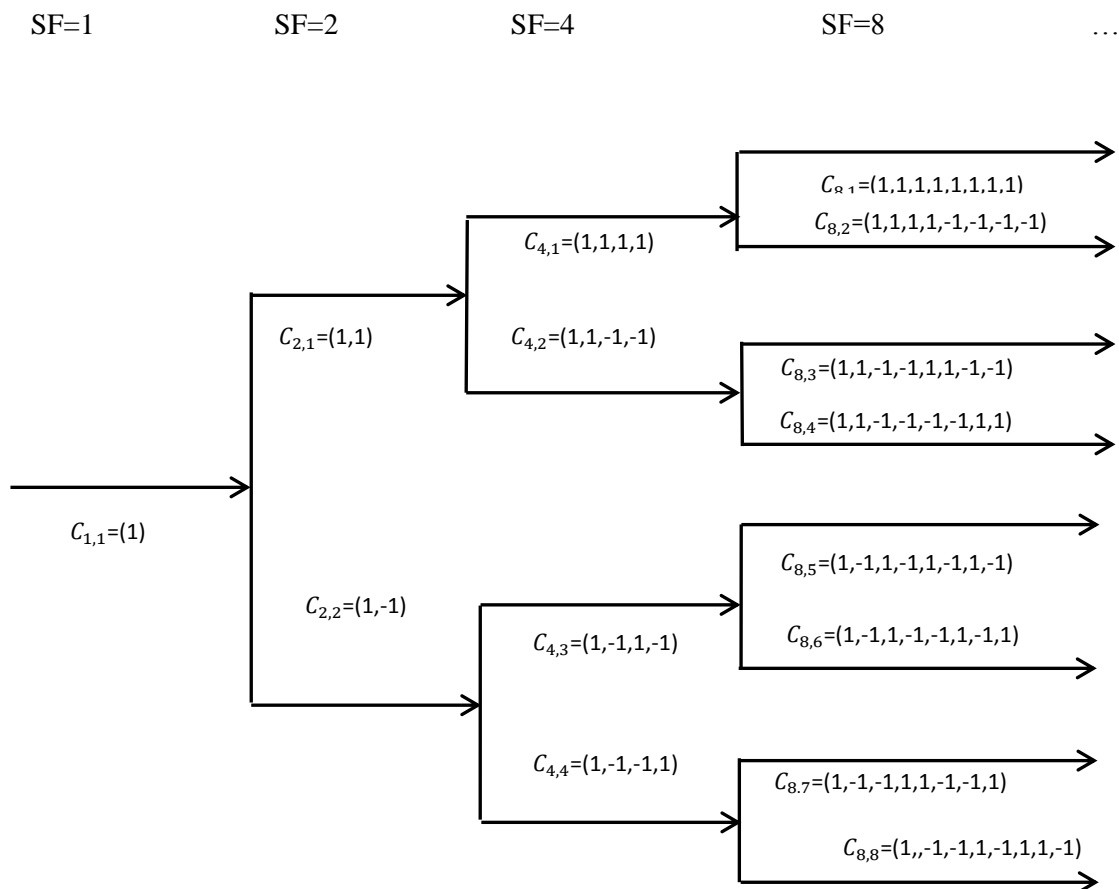 SF=1 SF=2 SF=4 SF=8 ...
C8,1=(1,1,1,1,1,1,1,1)
C8,2=(1,1,1,1,-1,-1,-1,-1)
C4,1=(1,1,1,1)
C2,1=(1,1)
C4,2=(1,1,-1,-1)
C8,3=(1,1,-1,-1,1,1,-1,-1)
C8,4=(1,1,-1,-1,-1,-1,1,1)
C1,1=(1)
C8,5=(1,-1,1,-1,1,-1,1,-1)
C2,2=(1,-1)
C4,3=(1,-1,1,-1)
C8,6=(1,-1,1,-1,-1,1,-1,1)
C4,4=(1,-1,-1,1)
C8.7=(1,-1,-1,1,1,-1,-1,1)
C8,8=(1,,-1,-1,1,-1,1,1,-1)